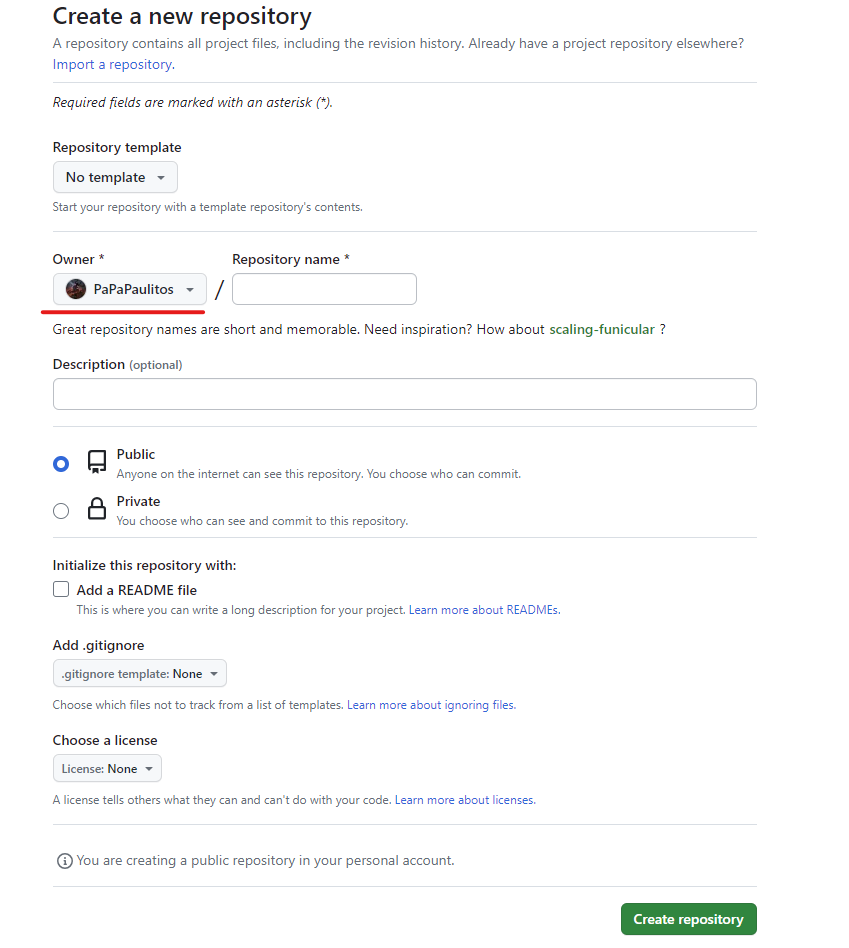 Create a new repository
A repository contains all project files, including the revision history. Already have a project repository elsewhere?
Import a repository.
Required fields are marked with an asterisk (*).
Repository template
No template
Start your repository with a template repository's contents.
Owner *
Repository name *
PaPaPaulitos
/
Great repository names are short and memorable. Need inspiration? How about scaling-funicular ?
Description (optional)
Public
Anyone on the internet can see this repository. You choose who can commit.
Private
You choose who can see and commit to this repository.
Initialize this repository with:
Add a README file
This is where you can write a long description for your project. Learn more about READMEs.
Add .gitignore
.gitignore template: None
Choose which files not to track from a list of templates. Learn more about ignoring files.
Choose a license
License: None
A license tells others what they can and can't do with your code. Learn more about licenses.
You are creating a public repository in your personal account.
Create repository